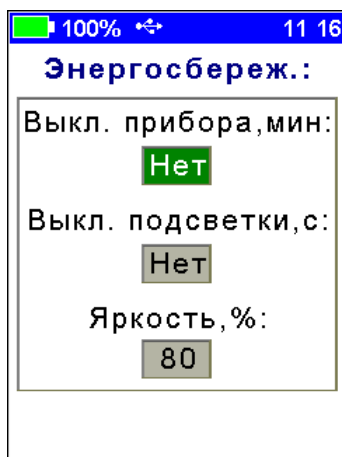 100% 11 16
Энергосбереж.:
Выкл. прибора,мин:
Нет
Выкл. подсветки,с:
Нет
Яркость,%:
80